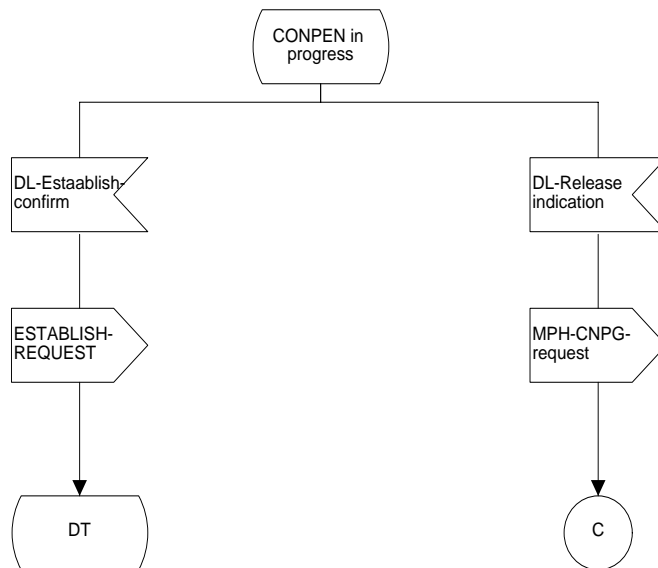 CONPEN in
progress
DL-Estaablish-
confirm
DL-Release
indication
ESTABLISH-
REQUEST
MPH-CNPG-
request
DT
C